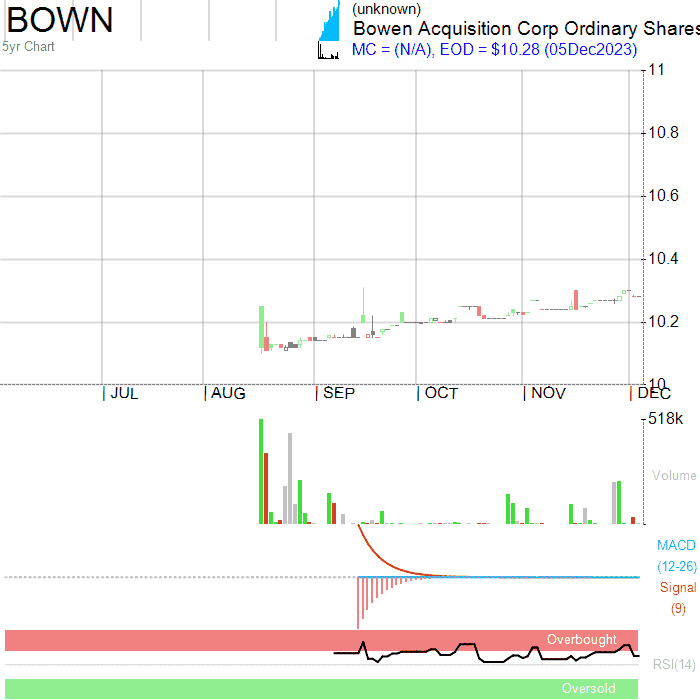 BOWN
(unknown)
Bowen Acquisition Corp Ordinary Shares
5yr Chart
MC = (N/A), EOD = $10.28 (05Dec2023)
11
10.8
10.6
10.4
10.2
10
JUL AUG SEP OCT NOV DEC
518k
Volume
MACD
(12-26)
Signal
(9)
Overbought
RSI(14)
Oversold